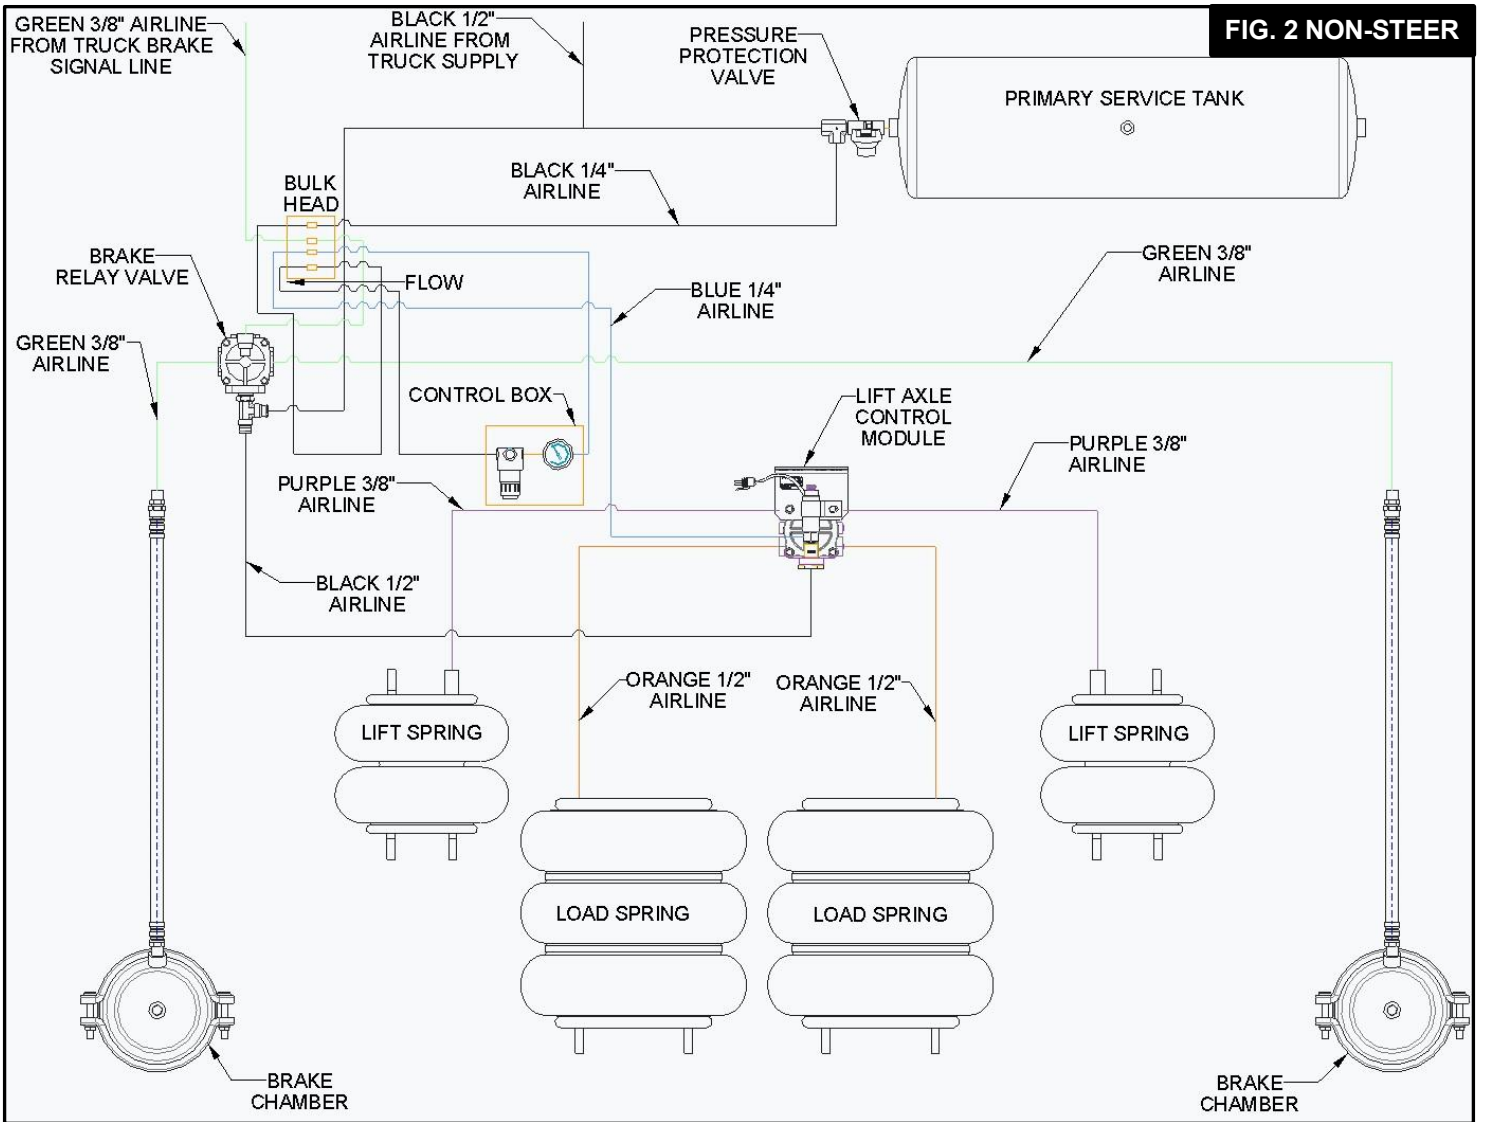 GREEN 3/8" AIRLINE
FROM TRUCK BRAKE
SIGNAL LINE
BLACK 1/2"
AIRLINE FROM
TRUCK SUPPLY
PRESSURE
PROTECTION
VALVE
FIG. 2 NON-STEER
PRIMARY SERVICE TANK
BLACK 1/4"
AIRLINE
BULK
HEAD
BRAKE
RELAY VALVE
FLOW
BLUE 1/4"
AIRLINE
GREEN 3/8"
AIRLINE
GREEN 3/8"
AIRLINE
CONTROL BOX
LIFT AXLE
CONTROL
MODULE
PURPLE 3/8"
AIRLINE
PURPLE 3/8"
AIRLINE
BLACK 1/2"
AIRLINE
ORANGE 1/2"
AIRLINE
ORANGE 1/2"
AIRLINE
LIFT SPRING
LIFT SPRING
LOAD SPRING
LOAD SPRING
BRAKE
CHAMBER
BRAKE
CHAMBER